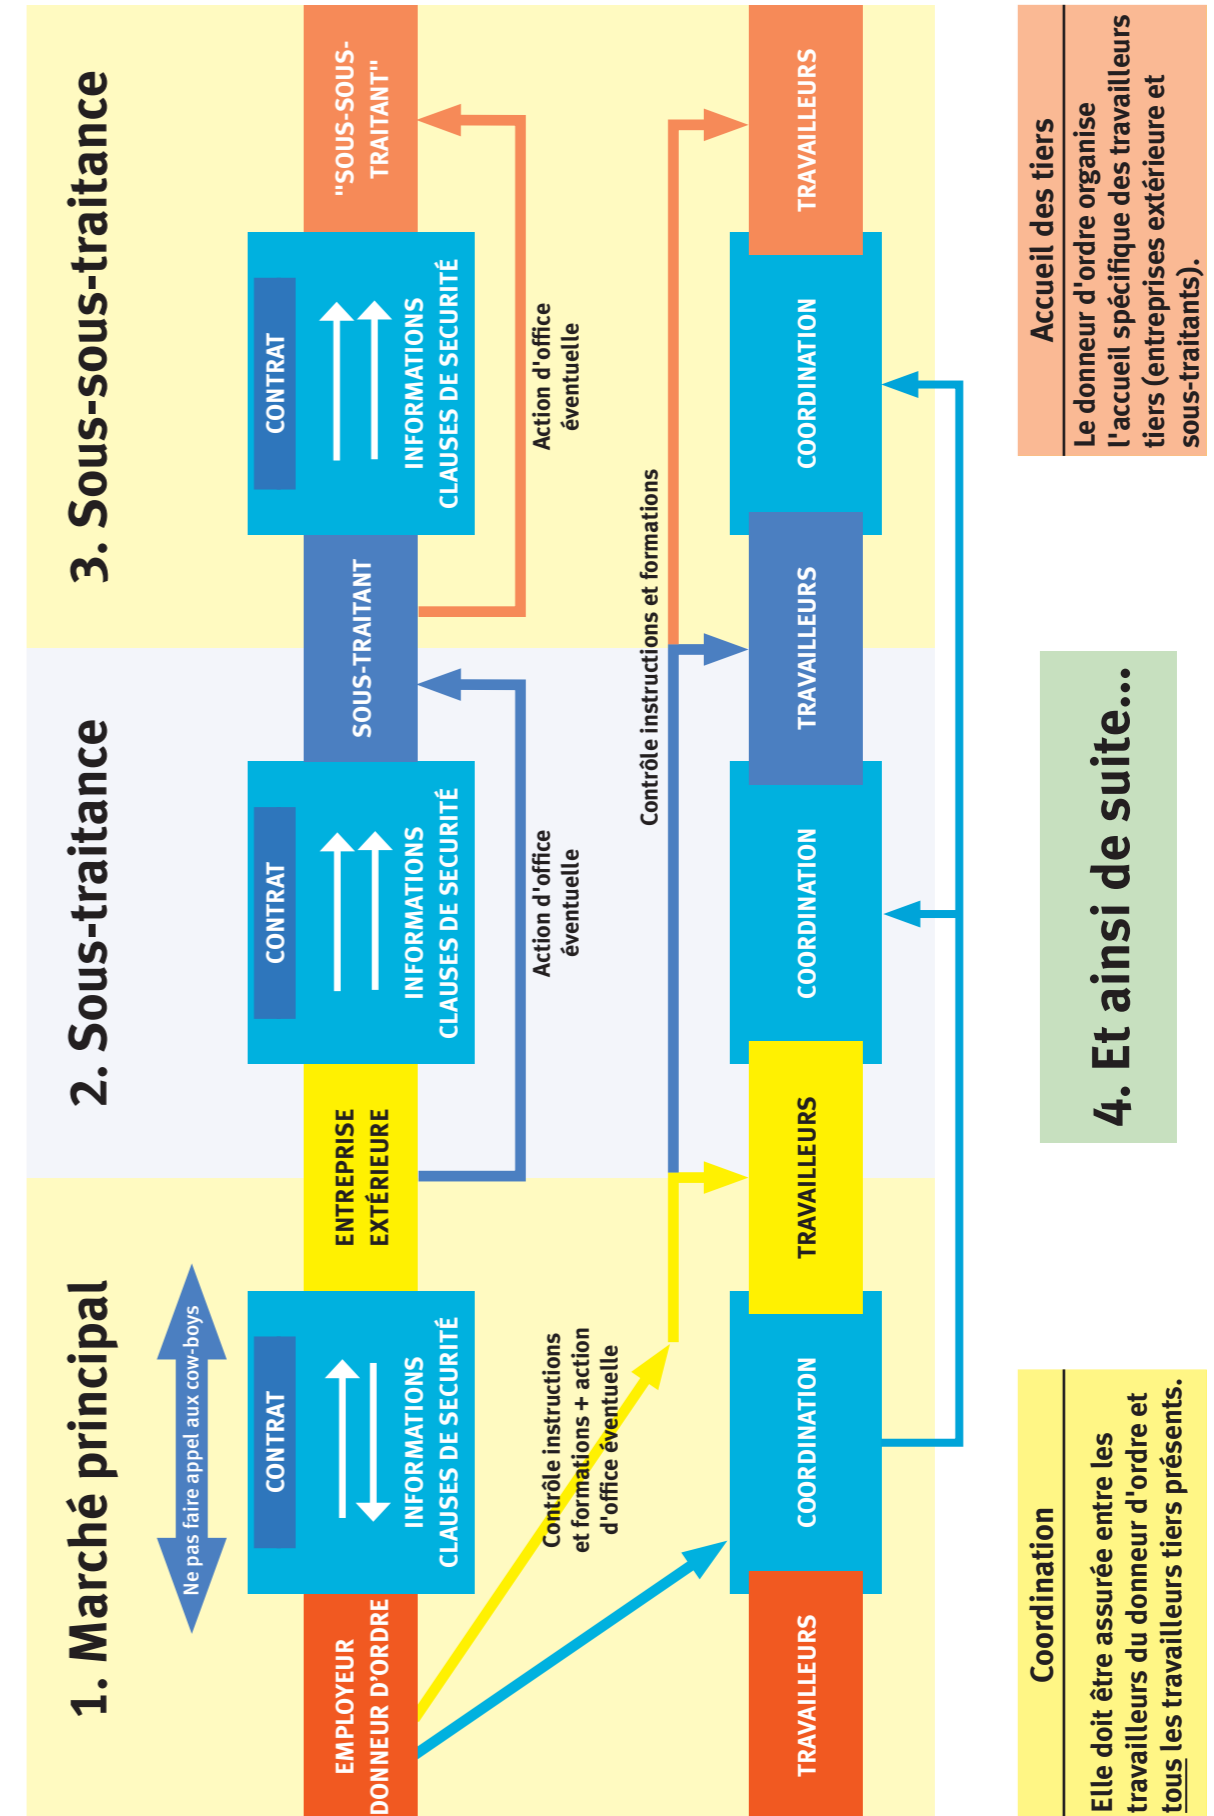 1. Marché principal
2. Sous-traitance
3. Sous-sous-traitance
Ne pas faire appel aux cow-boys
EMPLOYEUR
DONNEUR D'ORDRE
CONTRAT
INFORMATIONS
CLAUSES DE SECURITÉ
ENTREPRISE
EXTÉRIEURE
CONTRAT
INFORMATIONS
CLAUSES DE SECURITÉ
SOUS-TRAITANT
CONTRAT
INFORMATIONS
CLAUSES DE SECURITÉ
"SOUS-SOUS-
TRAITANT"
Contrôle instructions
et formations + action
d'office éventuelle
Action d'office
éventuelle
Action d'office
éventuelle
Contrôle instructions et formations
TRAVAILLEURS
COORDINATION
TRAVAILLEURS
COORDINATION
TRAVAILLEURS
COORDINATION
TRAVAILLEURS
Coordination
Elle doit être assurée entre les
travailleurs du donneur d'ordre et
tous les travailleurs tiers présents.
4. Et ainsi de suite...
Accueil des tiers
Le donneur d'ordre organise
l'accueil spécifique des travailleurs
tiers (entreprises extérieure et
sous-traitants).